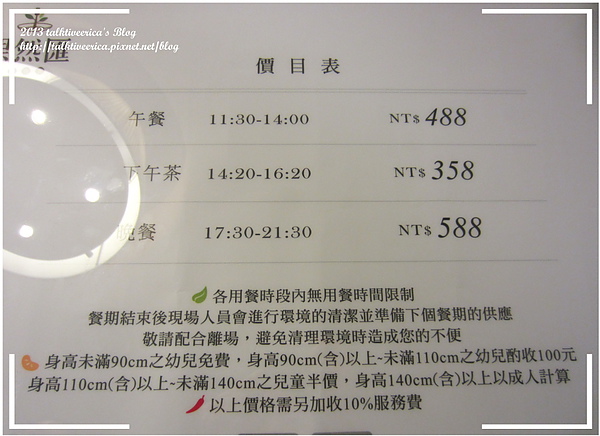 2013 talktiveerica's Blog
http://talktiveerica.pixnet.net/blog
果然匯
價目表
午餐 11:30-14:00 NT$ 488
下午茶 14:20-16:20 NT$ 358
晚餐 17:30-21:30 NT$ 588
各用餐時段內無用餐時間限制
餐期結束後現場人員會進行環境的清潔並準備下個餐期的供應
敬請配合離場，避免清理環境時造成您的不便
身高未滿90cm之幼兒免費，身高90cm(含)以上~未滿110cm之幼兒酌收100元
身高110cm(含)以上~未滿140cm之兒童半價，身高140cm(含)以上以成人計算
以上價格需另加收10%服務費